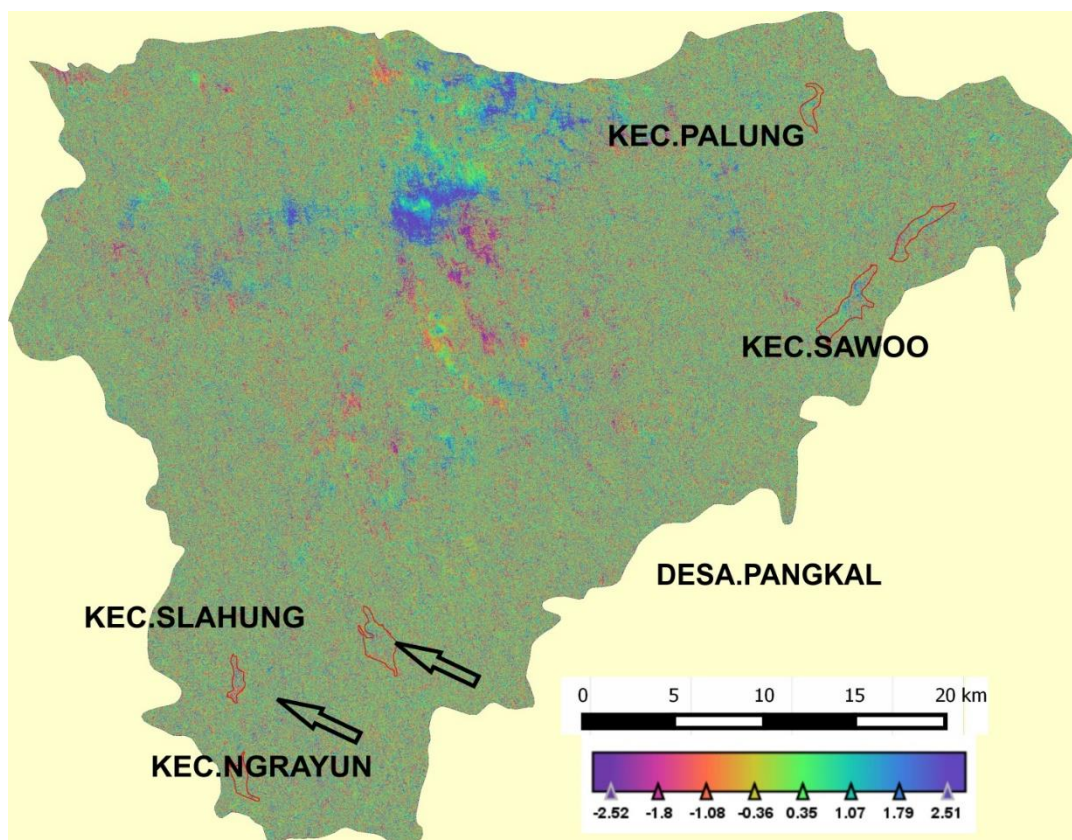 KEC.PALUNG
KEC.SAWOO
DESA.PANGKAL
KEC.SLAHUNG
KEC.NGRAYUN
0 5 10 15 20 km
-2.52 -1.8 -1.08 -0.36 0.35 1.07 1.79 2.51